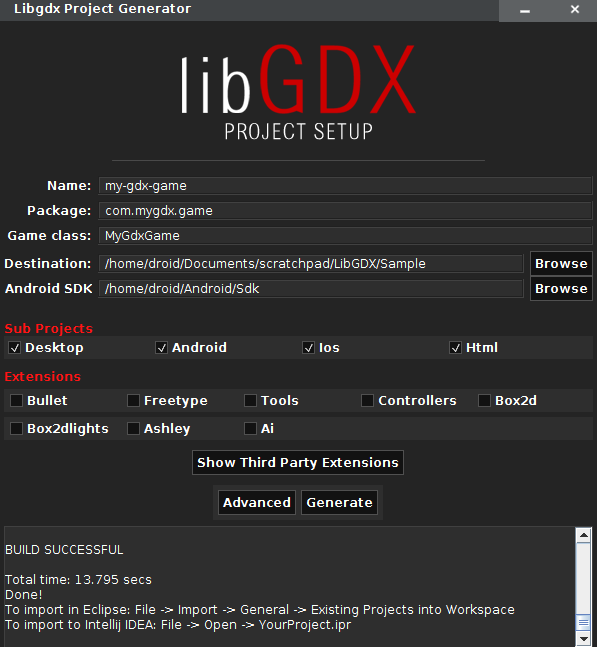 Libgdx Project Generator
libGDX
PROJECT SETUP
Name: my-gdx-game
Package: com.mygdx.game
Game class: MyGdxGame
Destination: /home/droid/Documents/scratchpad/LibGDX/Sample Browse
Android SDK /home/droid/Android/Sdk Browse
Sub Projects
Desktop Android Ios Html
Extensions
Bullet Freetype Tools Controllers Box2d
Box2dlights Ashley Ai
Show Third Party Extensions
Advanced Generate
BUILD SUCCESSFUL
Total time: 13.795 secs
Done!
To import in Eclipse: File -> Import -> General -> Existing Projects into Workspace
To import to Intellij IDEA: File -> Open -> YourProject.ipr